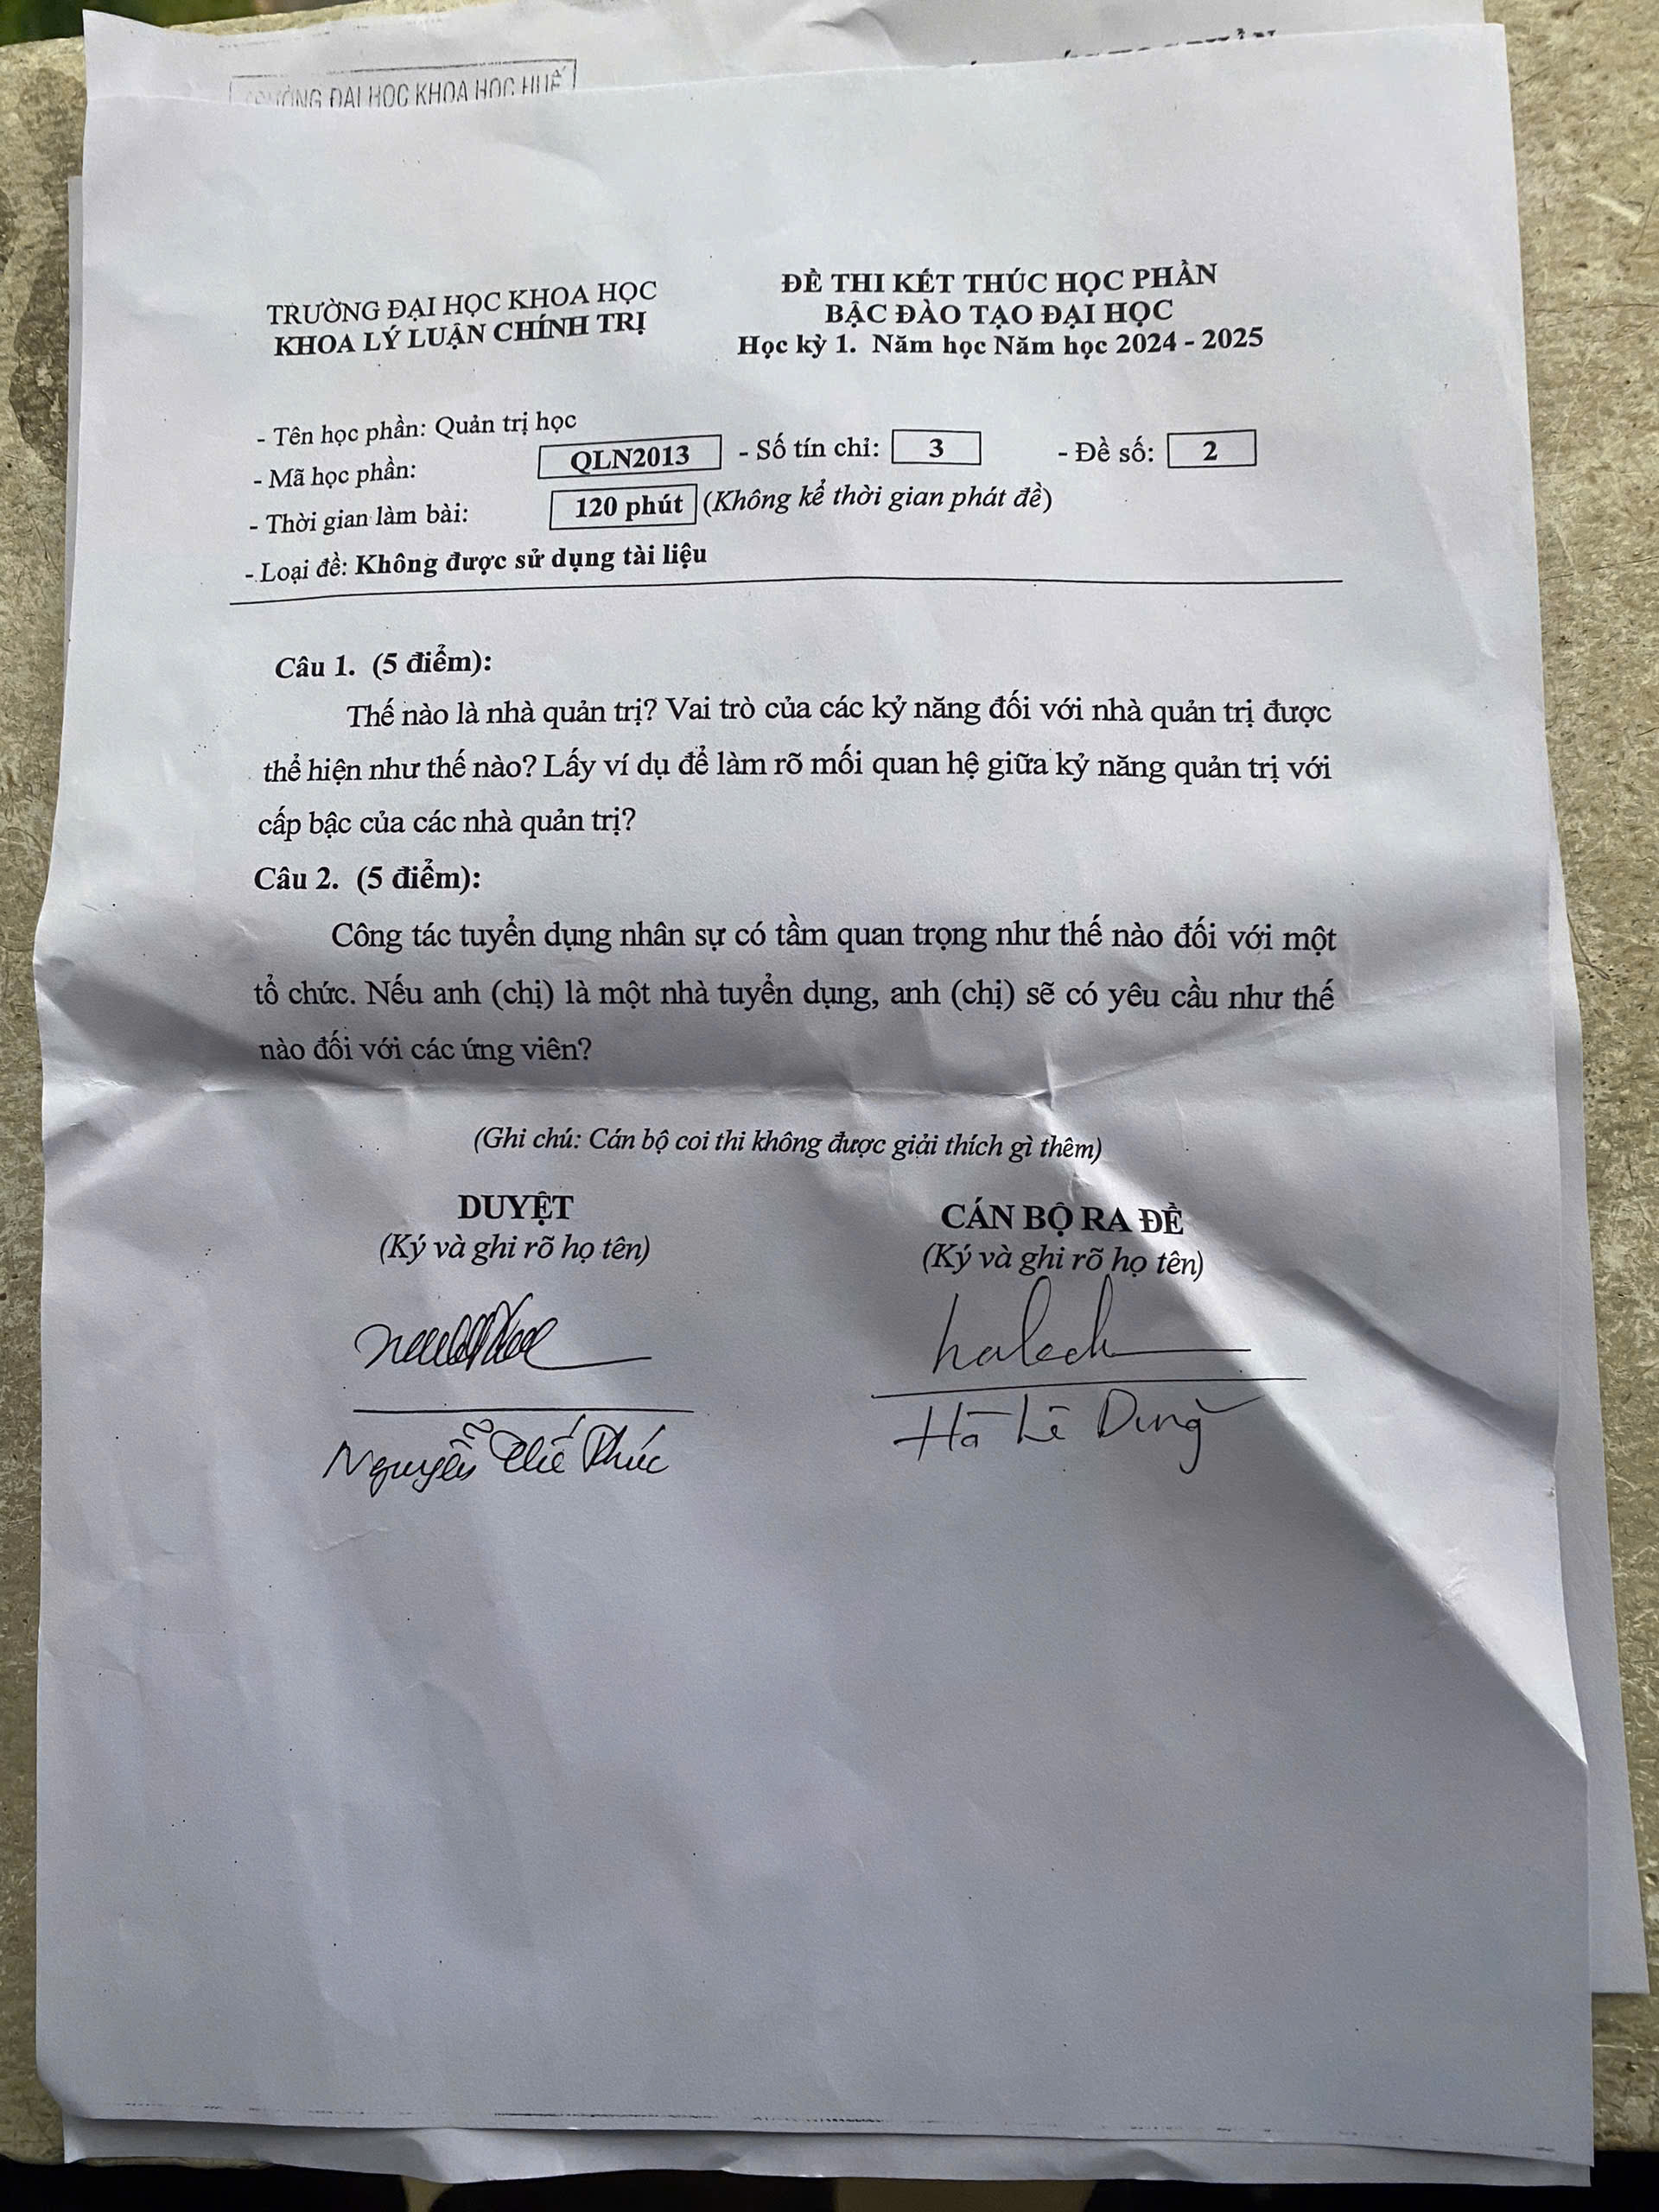 ĐẠI HỌC KHOA HỌC HUẾ
TRƯỜNG ĐẠI HỌC KHOA HỌC
KHOA LÝ LUẬN CHÍNH TRỊ
ĐỀ THI KẾT THÚC HỌC PHẦN
BẬC ĐÀO TẠO ĐẠI HỌC
Học kỳ 1. Năm học Năm học 2024 - 2025
- Tên học phần: Quản trị học
- Mã học phần: QLN2013 - Số tín chỉ: 3 - Đề số: 2
- Thời gian làm bài: 120 phút (Không kể thời gian phát đề)
- Loại đề: Không được sử dụng tài liệu
Câu 1. (5 điểm):
Thế nào là nhà quản trị? Vai trò của các kỷ năng đối với nhà quản trị được
thể hiện như thế nào? Lấy ví dụ để làm rõ mối quan hệ giữa kỷ năng quản trị với
cấp bậc của các nhà quản trị?
Câu 2. (5 điểm):
Công tác tuyển dụng nhân sự có tầm quan trọng như thế nào đối với một
tổ chức. Nếu anh (chị) là một nhà tuyển dụng, anh (chị) sẽ có yêu cầu như thế
nào đối với các ứng viên?
(Ghi chú: Cán bộ coi thi không được giải thích gì thêm)
DUYỆT
(Ký và ghi rõ họ tên)
Nguyễn Thế Phúc
CÁN BỘ RA ĐỀ
(Ký và ghi rõ họ tên)
Hà Lê Dũng